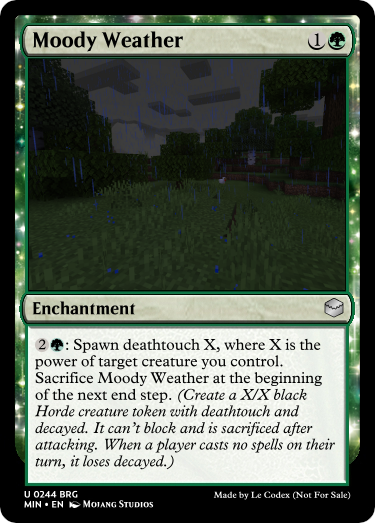 Moody Weather 1
Enchantment
2 : Spawn deathtouch X, where X is the
power of target creature you control.
Sacrifice Moody Weather at the beginning
of the next end step. (Create a X/X black
Horde creature token with deathtouch and
decayed. It can't block and is sacrificed after
attacking. When a player casts no spells on their
turn, it loses decayed.)
U 0244 BRG
MIN • EN Mojang Studios
Made by Le Codex (Not For Sale)